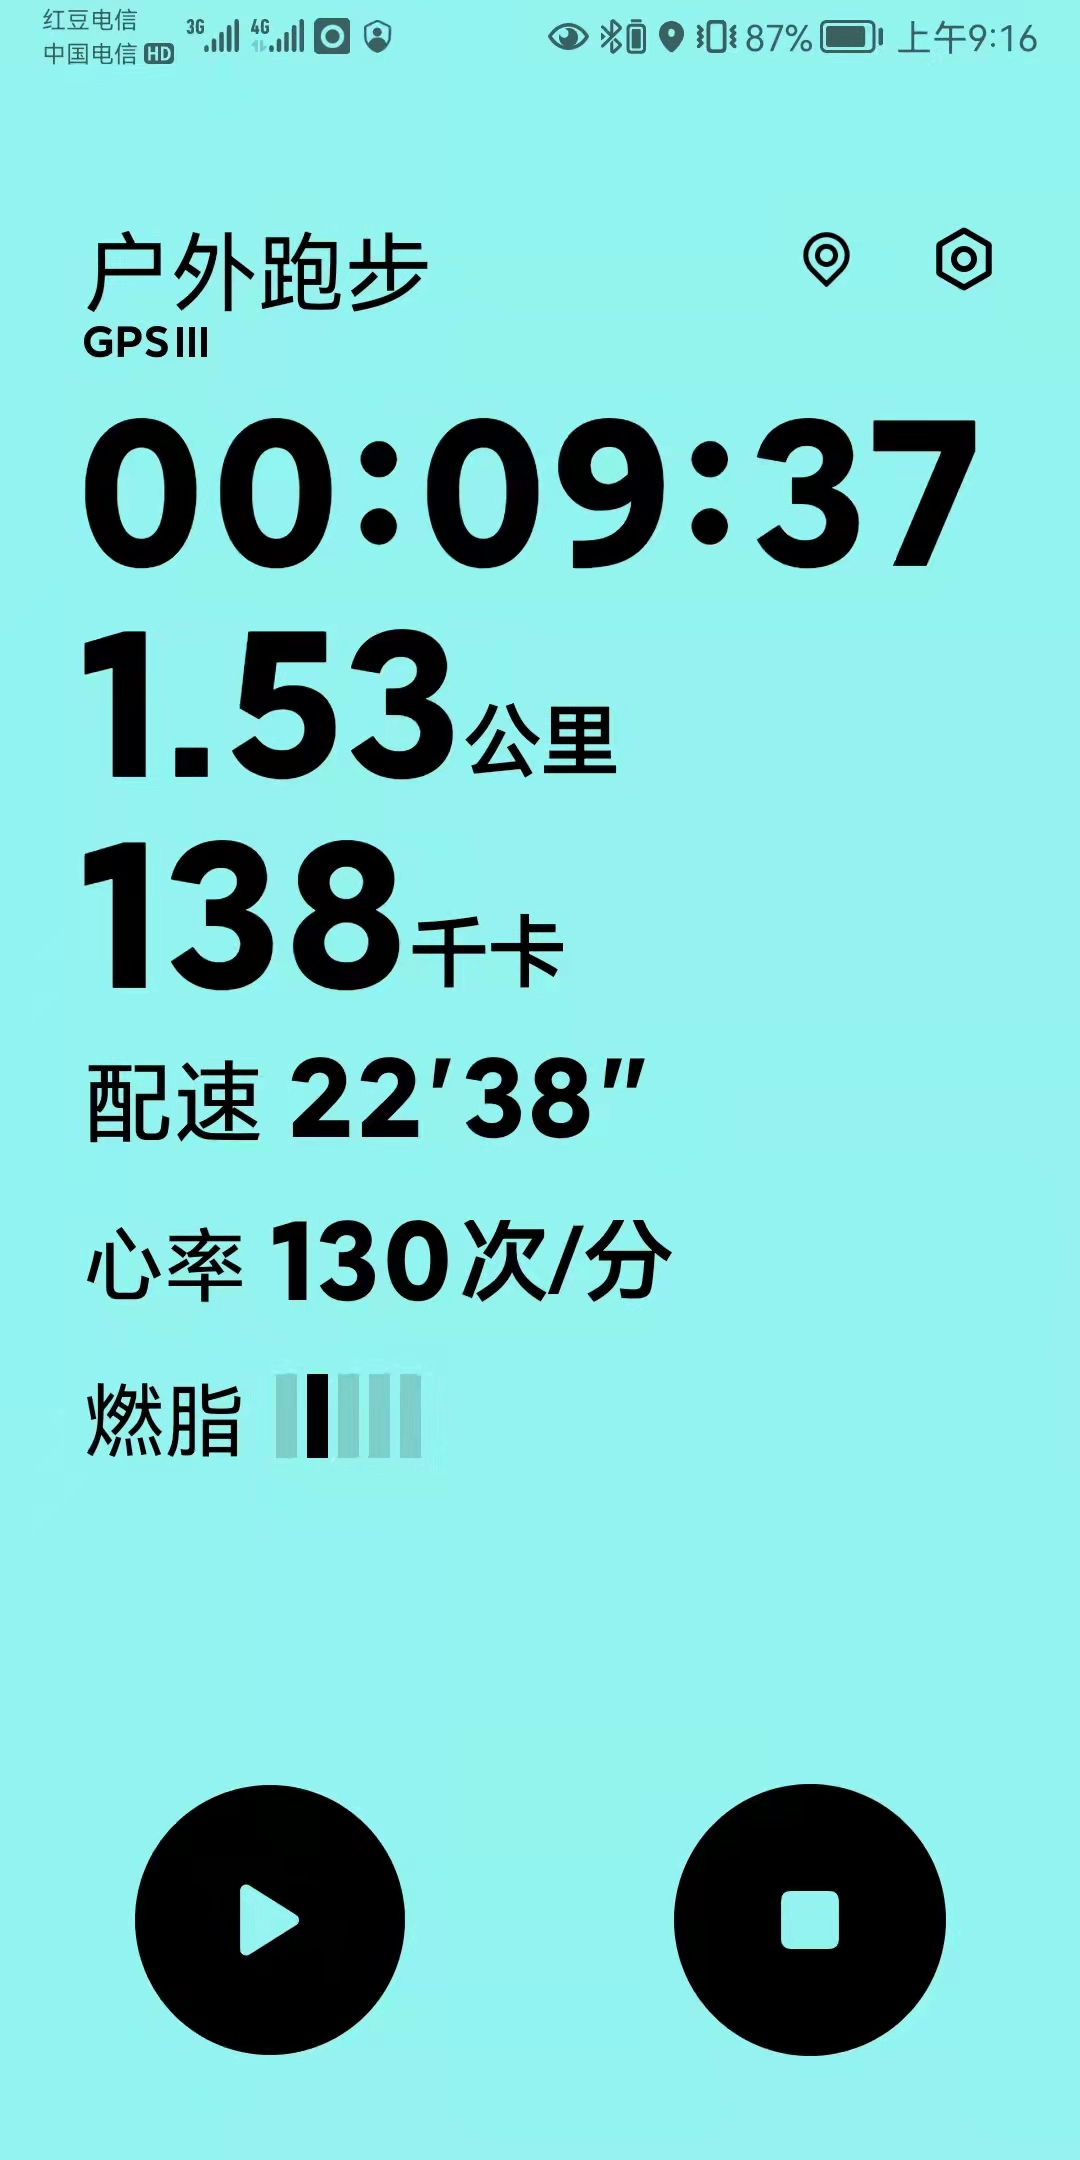 红豆电信
中国电信 HD
3G 4G 87% 上午9:16
户外跑步
GPS
00:09:37
1.53公里
138千卡
配速 22'38"
心率 130次/分
燃脂